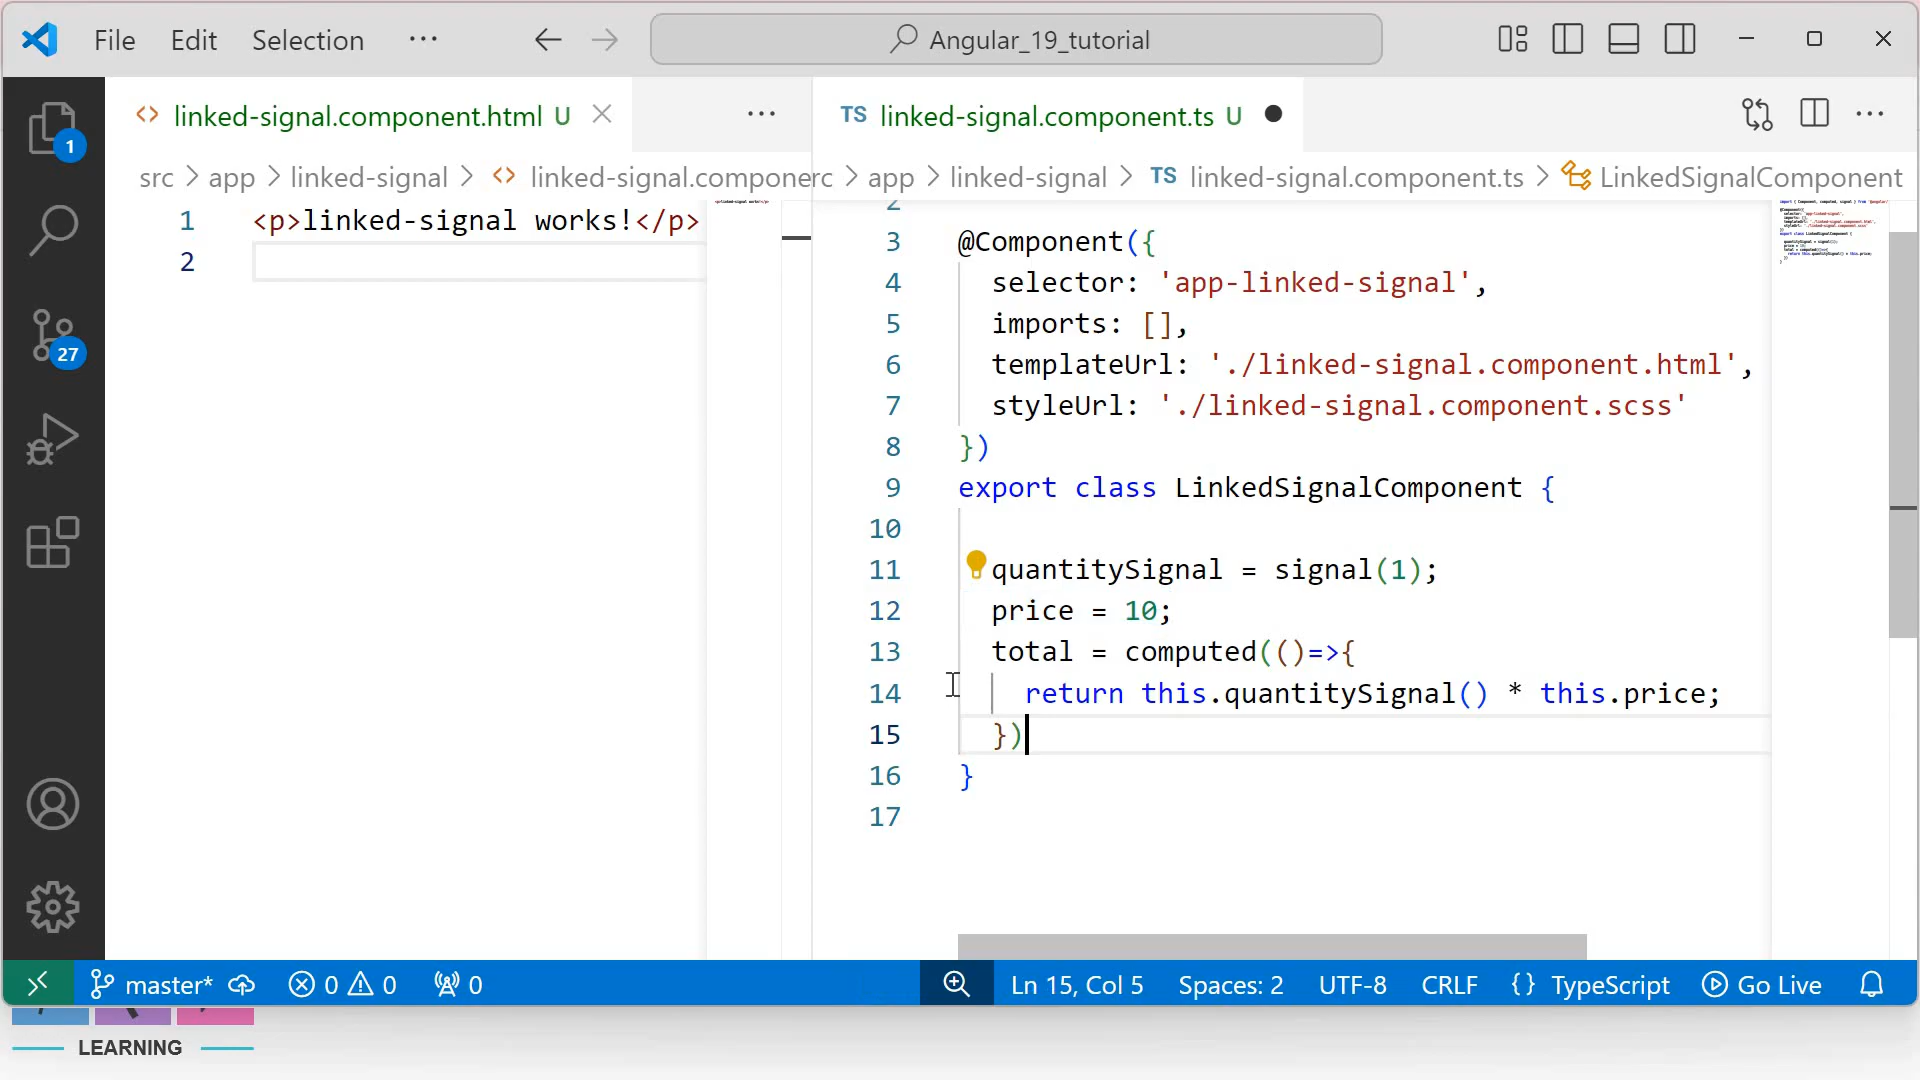 File Edit Selection ··· Angular_19_tutorial
linked-signal.component.html U
src > app > linked-signal > linked-signal.componen
1 <p>linked-signal works!</p>
2
TS linked-signal.component.ts U
rc > app > linked-signal > TS linked-signal.component.ts > LinkedSignalComponent
2
3 @Component({
4 selector: 'app-linked-signal',
5 imports: [],
6 templateUrl: './linked-signal.component.html',
7 styleUrl: './linked-signal.component.scss'
8 })
9 export class LinkedSignalComponent {
10
11 quantitySignal = signal(1);
12 price = 10;
13 total = computed(()=>{
14 return this.quantitySignal() * this.price;
15 })
16 }
17
1
27
master* 0 0 0 Ln 15, Col 5 Spaces: 2 UTF-8 CRLF {} TypeScript Go Live
LEARNING